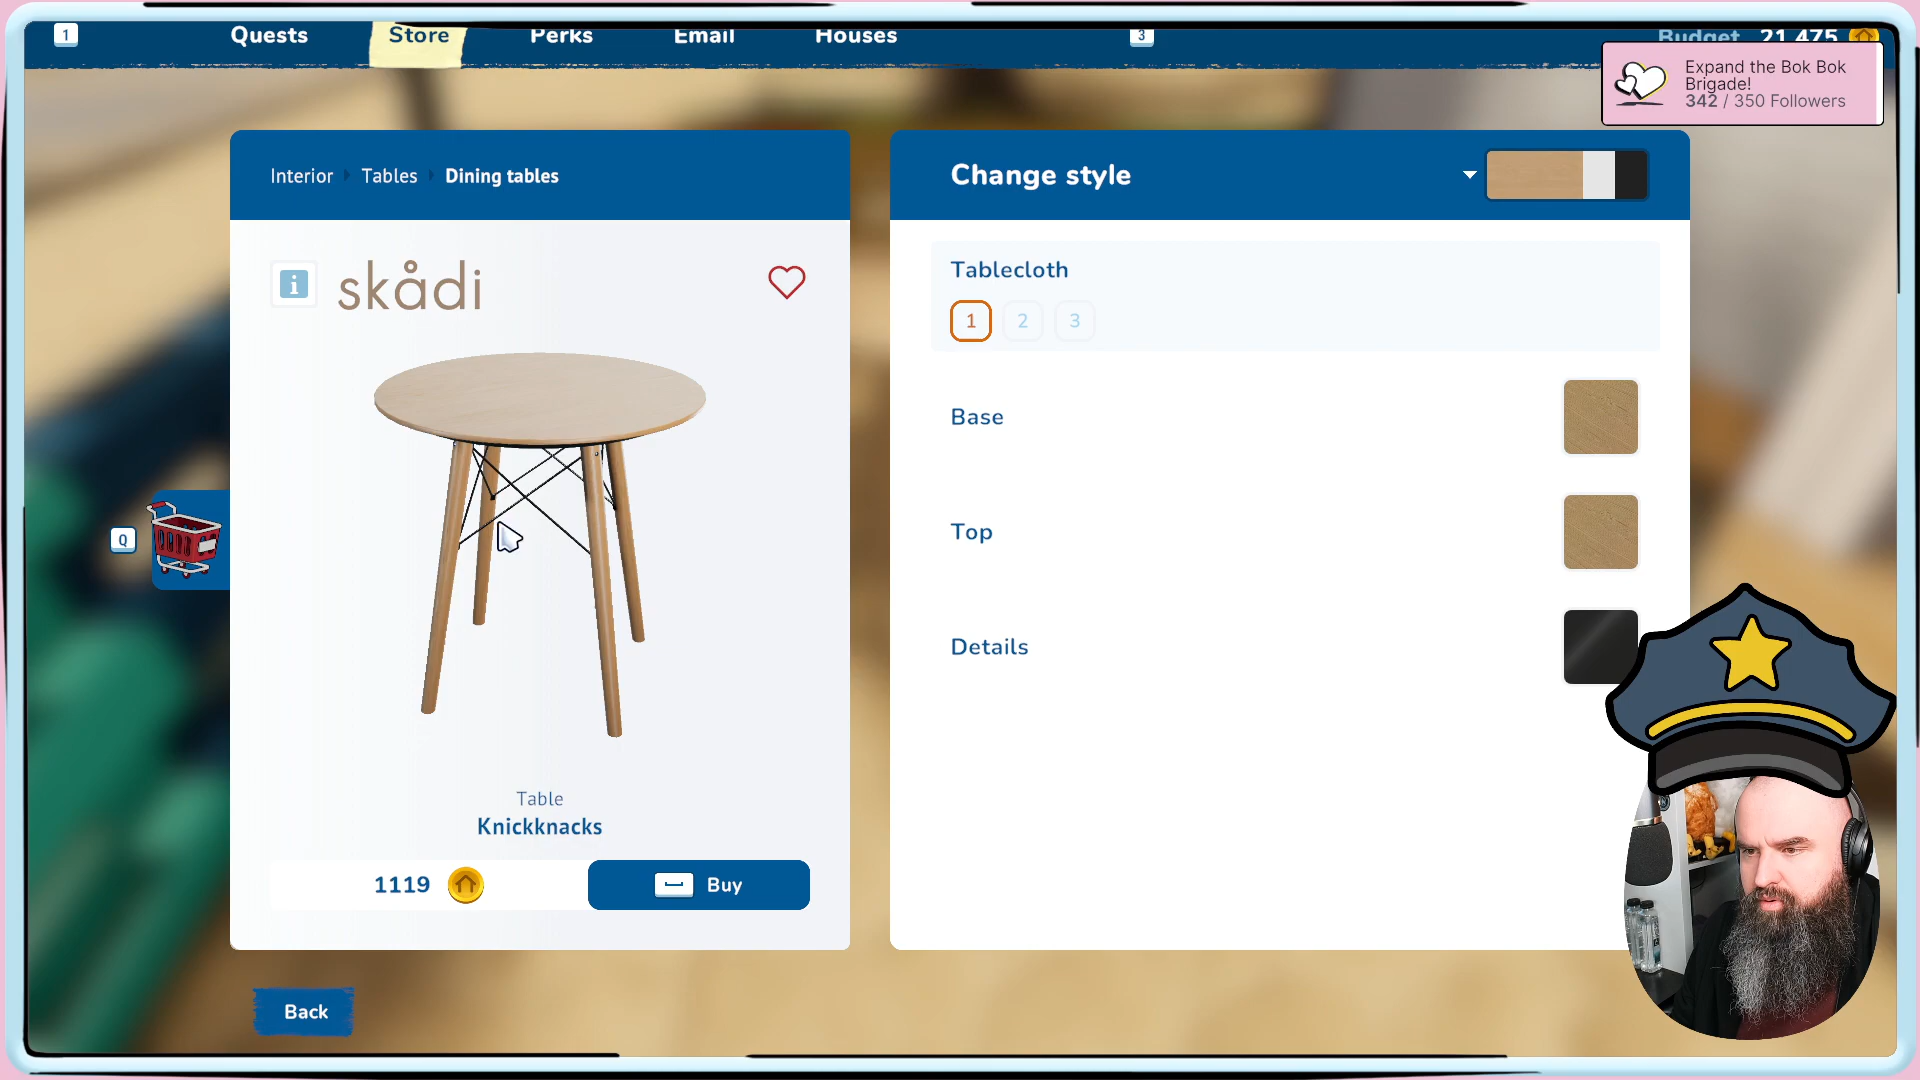 1
Quests
Store
Perks
Email
Houses
3
Budget 21 475
Expand the Bok Bok
Brigade!
342 / 350 Followers
Interior Tables Dining tables
Change style
i
skådi
Tablecloth
1 2 3
Base
Top
Details
Q
Table
Knickknacks
1119
Buy
Back